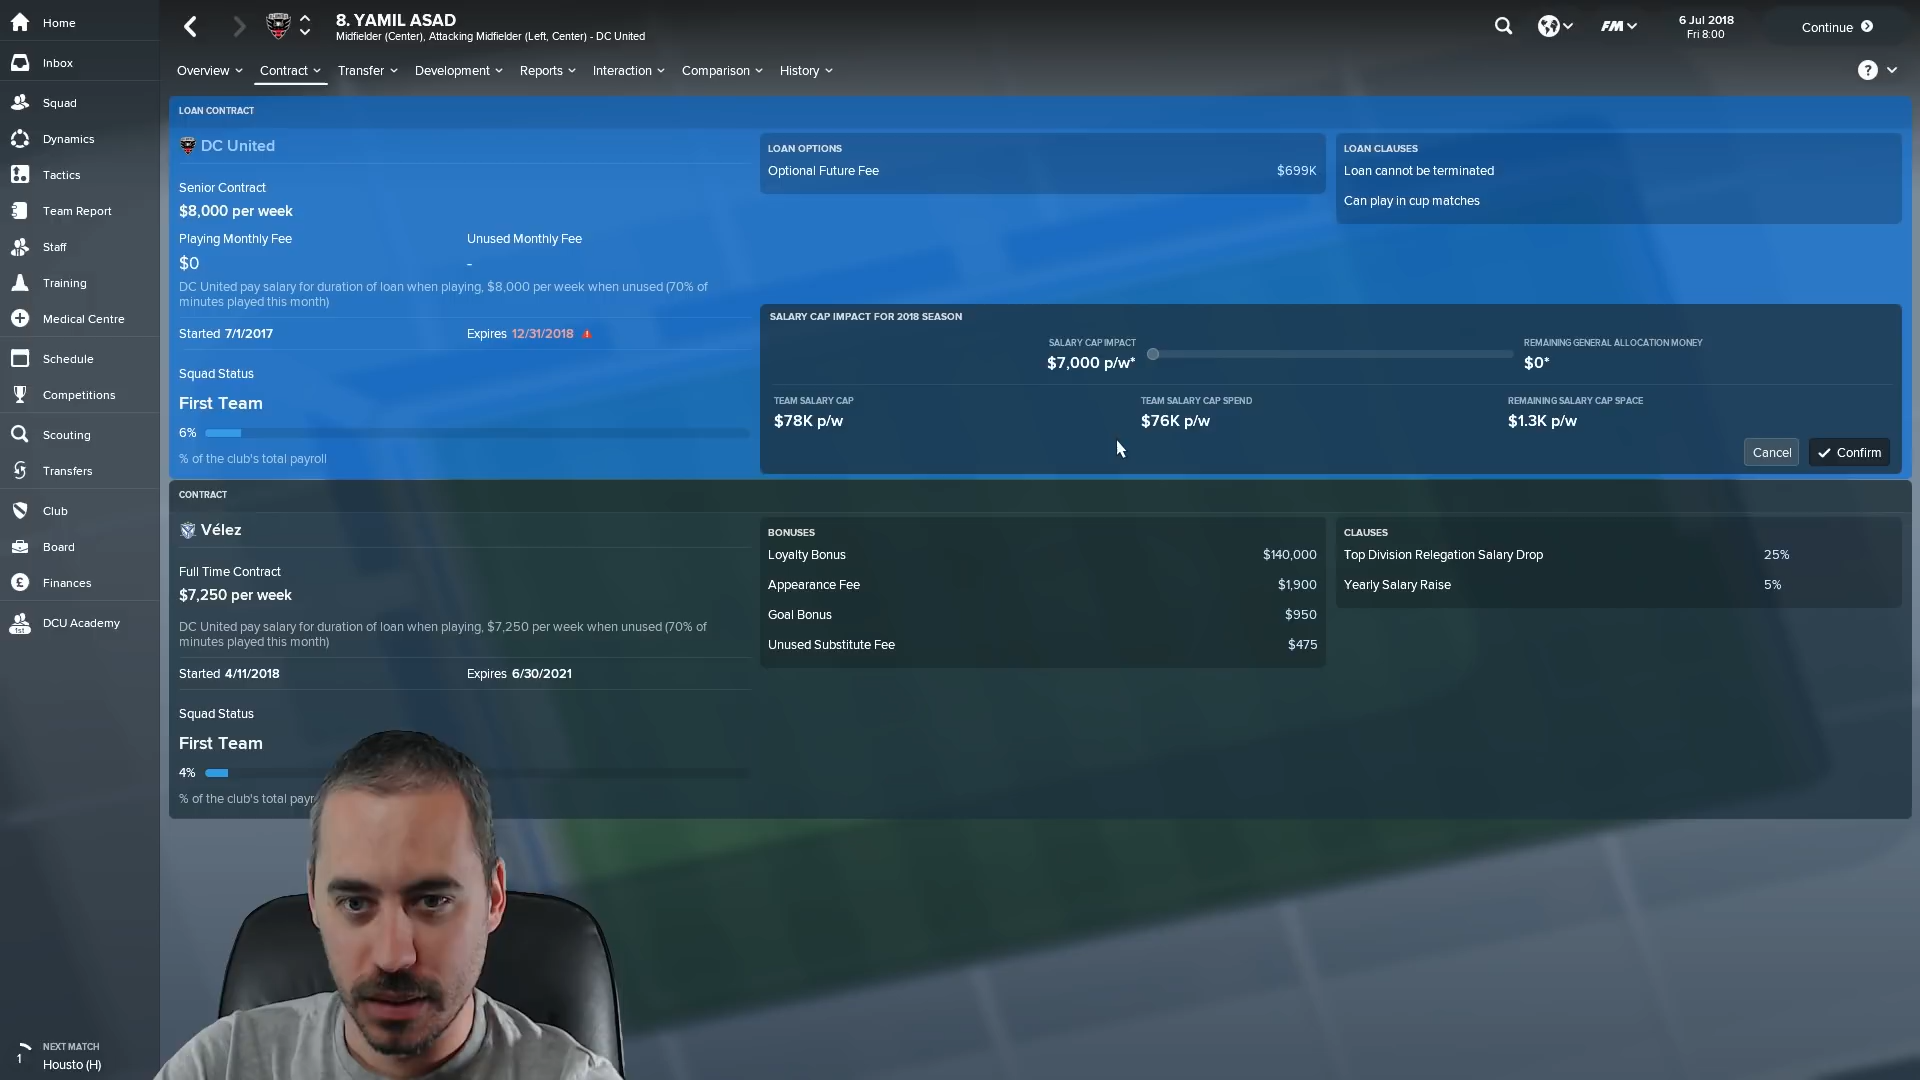 Home
Inbox
Squad
Dynamics
Tactics
Team Report
Staff
Training
Medical Centre
Schedule
Competitions
Scouting
Transfers
Club
Board
Finances
1st
DCU Academy
1
NEXT MATCH
Housto (H)
8. YAMIL ASAD
Midfielder (Center), Attacking Midfielder (Left, Center) - DC United
FM
6 Jul 2018
Fri 8:00
Continue
Overview
Contract
Transfer
Development
Reports
Interaction
Comparison
History
?
LOAN CONTRACT
DC United
Senior Contract
$8,000 per week
Playing Monthly Fee
Unused Monthly Fee
$0
-
DC United pay salary for duration of loan when playing, $8,000 per week when unused (70% of
minutes played this month)
Started 7/1/2017
Expires 12/31/2018
Squad Status
First Team
6%
% of the club's total payroll
LOAN OPTIONS
Optional Future Fee
$699K
LOAN CLAUSES
Loan cannot be terminated
Can play in cup matches
SALARY CAP IMPACT FOR 2018 SEASON
SALARY CAP IMPACT
$7,000 p/w*
REMAINING GENERAL ALLOCATION MONEY
$0*
TEAM SALARY CAP
$78K p/w
TEAM SALARY CAP SPEND
$76K p/w
REMAINING SALARY CAP SPACE
$1.3K p/w
Cancel
Confirm
CONTRACT
Vélez
Full Time Contract
$7,250 per week
DC United pay salary for duration of loan when playing, $7,250 per week when unused (70% of
minutes played this month)
Started 4/11/2018
Expires 6/30/2021
Squad Status
First Team
4%
% of the club's total payr
BONUSES
Loyalty Bonus
$140,000
Appearance Fee
$1,900
Goal Bonus
$950
Unused Substitute Fee
$475
CLAUSES
Top Division Relegation Salary Drop
25%
Yearly Salary Raise
5%